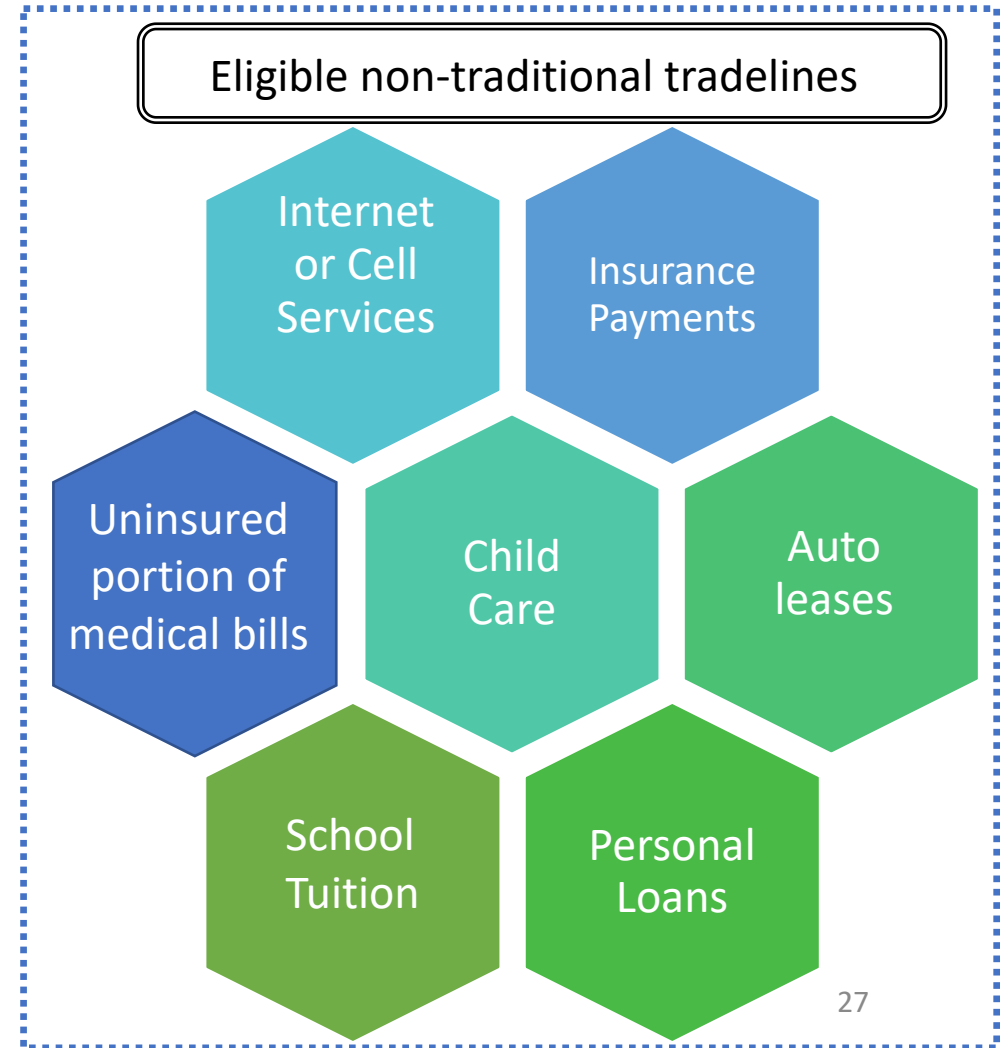 Eligible non-traditional tradelines
Internet
or Cell
Services
Insurance
Payments
Uninsured
portion of
medical bills
Child
Care
Auto
leases
School
Tuition
Personal
Loans
27